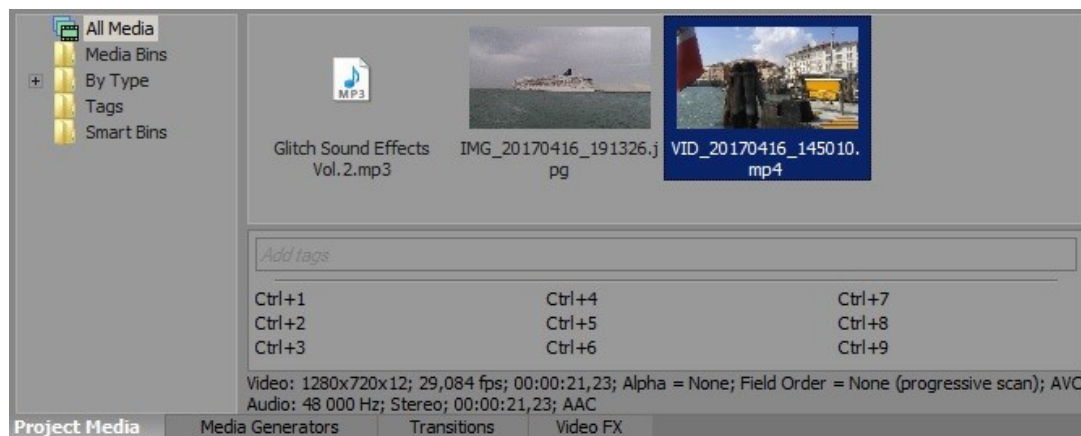 All Media
Media Bins
By Type
Tags
Smart Bins
MP3
Glitch Sound Effects
Vol.2.mp3
IMG_20170416_191326.j
pg
VID_20170416_145010.
mp4
Add tags
Ctrl+1 Ctrl+4 Ctrl+7
Ctrl+2 Ctrl+5 Ctrl+8
Ctrl+3 Ctrl+6 Ctrl+9
Video: 1280x720x12; 29,084 fps; 00:00:21,23; Alpha = None; Field Order = None (progressive scan); AVC
Audio: 48 000 Hz; Stereo; 00:00:21,23; AAC
Project Media Media Generators Transitions Video FX